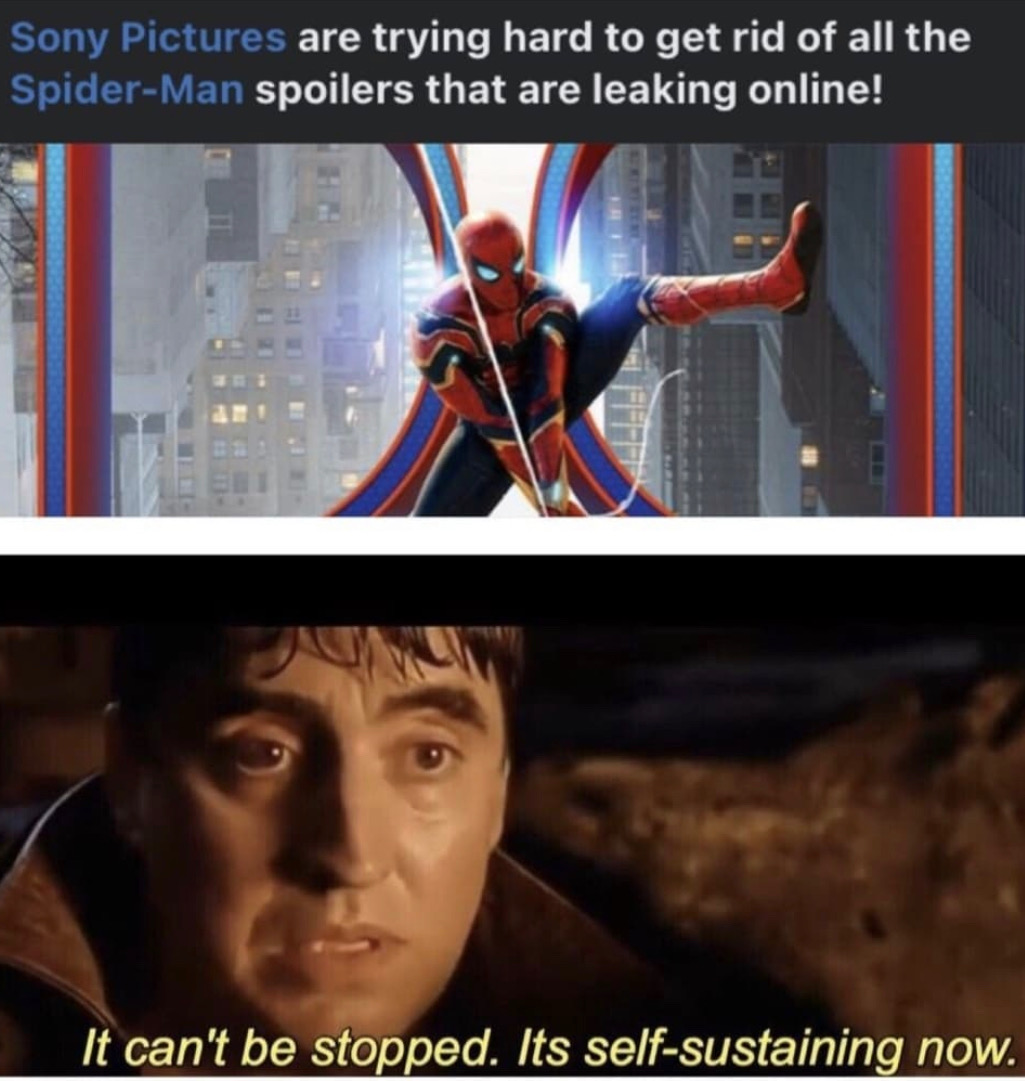 Sony Pictures are trying hard to get rid of all the
Spider-Man spoilers that are leaking online!
It can't be stopped. Its self-sustaining now.